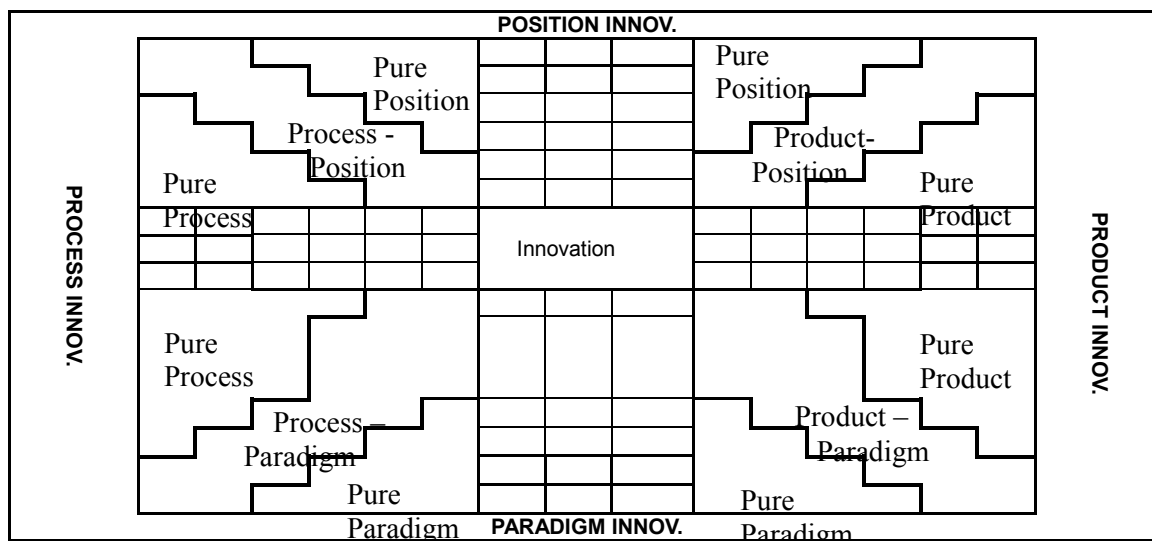 POSITION INNOV.
Pure
Position
Pure
Position
Process -
Position
Product-
Position
Pure
Process
Pure
Product
PROCESS INNOV.
Innovation
PRODUCT INNOV.
Pure
Process
Pure
Product
Process –
Paradigm
Product –
Paradigm
Pure
Paradigm
Pure
Paradigm
PARADIGM INNOV.